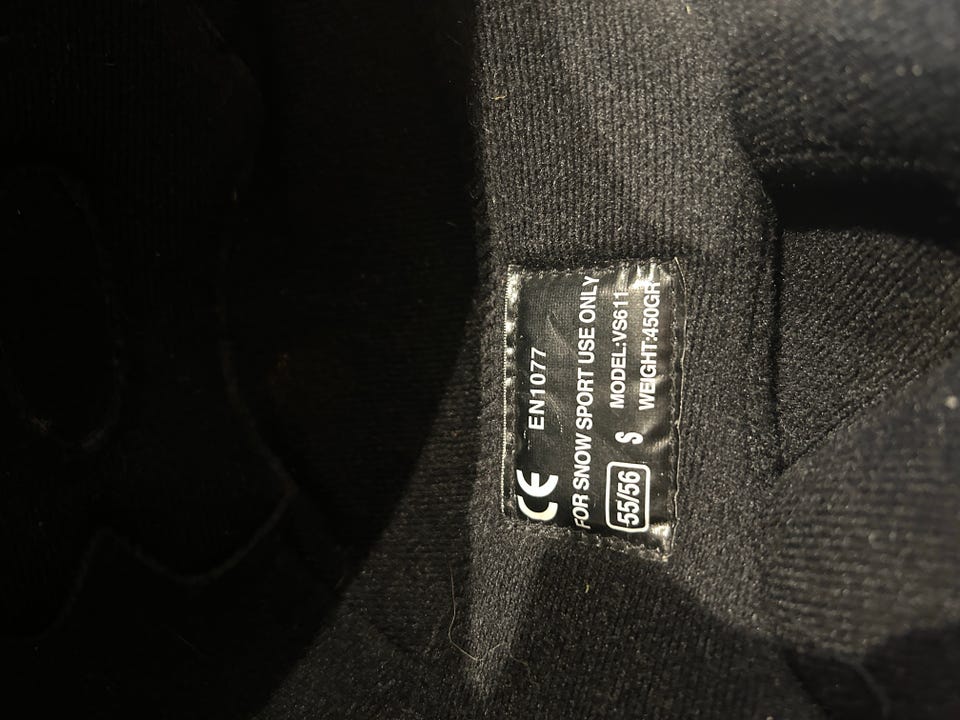 CE EN1077
FOR SNOW SPORT USE ONLY
55/56 S MODEL:VS611
WEIGHT:450GR